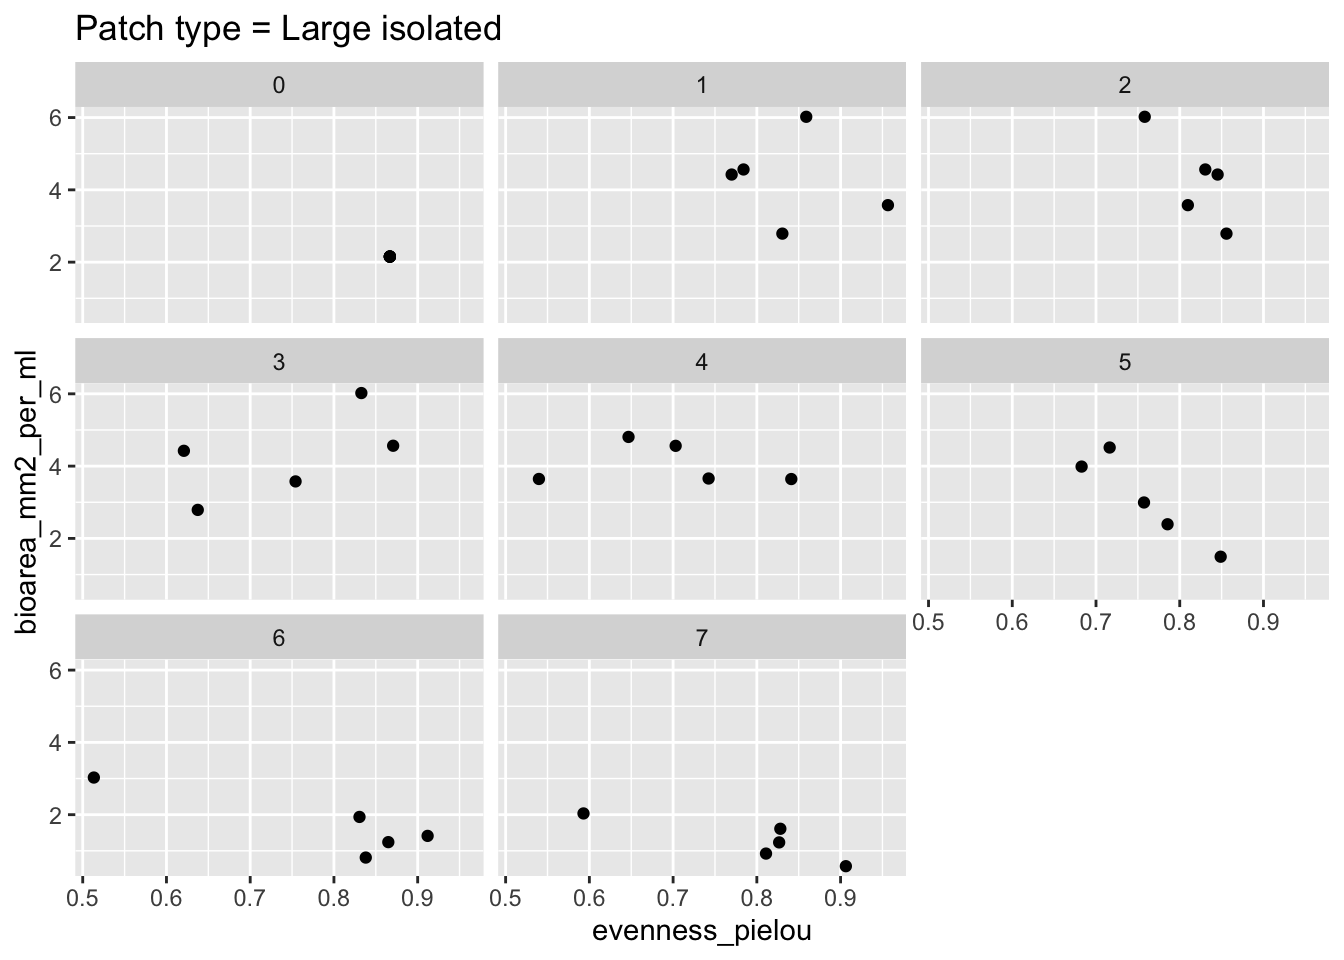 Patch type = Large isolated
0 1 2
6
4
2
3 4 5
6
4
2
0.5 0.6 0.7 0.8 0.9
6 7
6
4
2
0.5 0.6 0.7 0.8 0.9 0.5 0.6 0.7 0.8 0.9
evenness_pielou
bioarea_mm2_per_ml